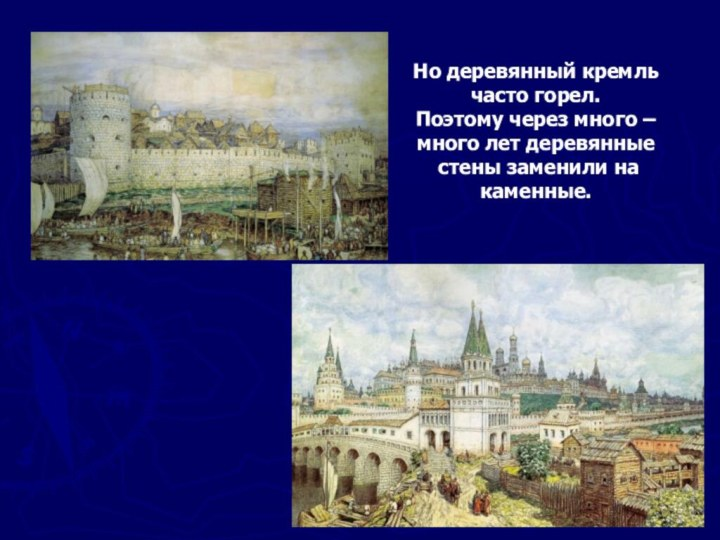 Но деревянный кремль
часто горел.
Поэтому через много –
много лет деревянные
стены заменили на
каменные.